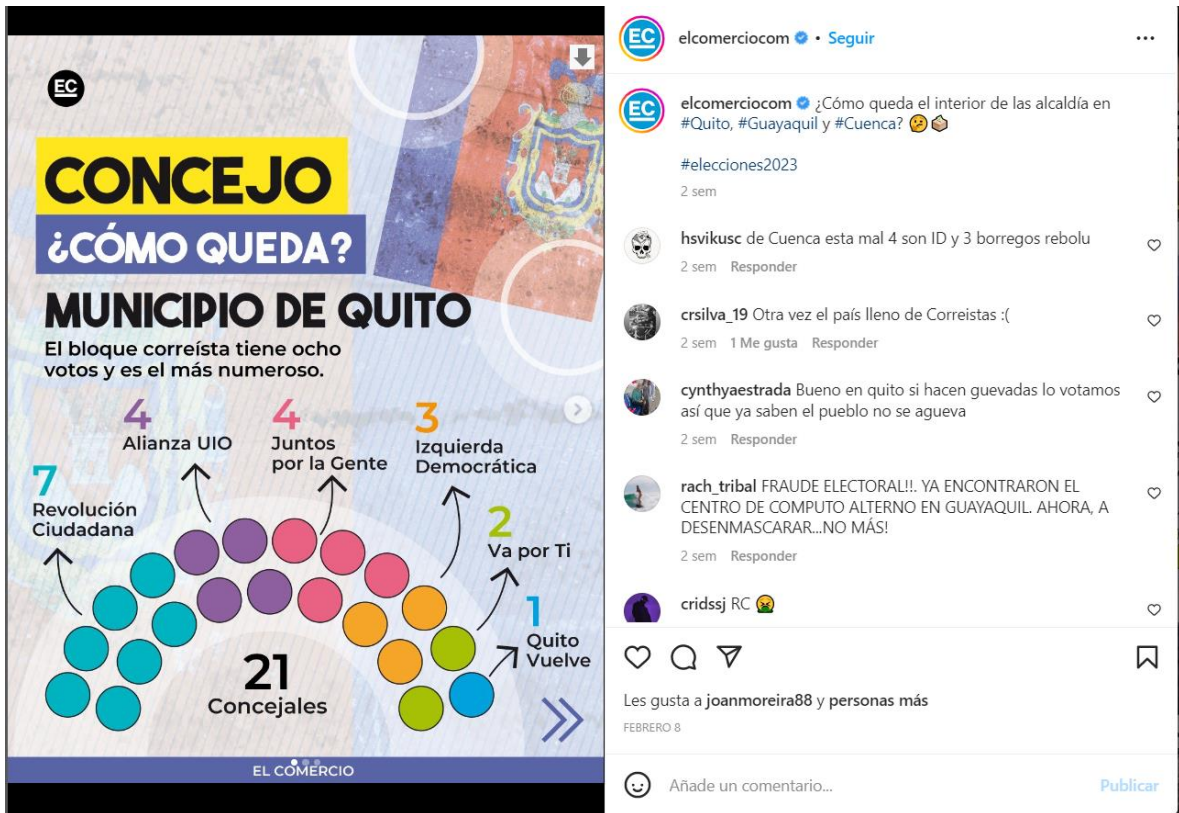 EC
CONCEJO
¿CÓMO QUEDA?
MUNICIPIO DE QUITO
El bloque correísta tiene ocho
votos y es el más numeroso.
7
Revolución
Ciudadana
4
Alianza UIO
4
Juntos
por la Gente
3
Izquierda
Democrática
2
Va por Ti
1
Quito
Vuelve
21
Concejales
EL COMERCIO
EC
elcomerciocom • Seguir
EC
elcomerciocom ¿Cómo queda el interior de las alcaldía en
#Quito, #Guayaquil y #Cuenca? 🤔🗳
#elecciones2023
2 sem
hsvikusc de Cuenca esta mal 4 son ID y 3 borregos rebolu
2 sem Responder
crsilva_19 Otra vez el país lleno de Correistas :(
2 sem 1 Me gusta Responder
cynthyaestrada Bueno en quito si hacen guevadas lo votamos
así que ya saben el pueblo no se agueva
2 sem Responder
rach_tribal FRAUDE ELECTORAL!!. YA ENCONTRARON EL
CENTRO DE COMPUTO ALTERNO EN GUAYAQUIL. AHORA, A
DESENMASCARAR...NO MÁS!
2 sem Responder
cridssj RC 🤮
Les gusta a joanmoreira88 y personas más
FEBRERO 8
Añade un comentario...
Publicar